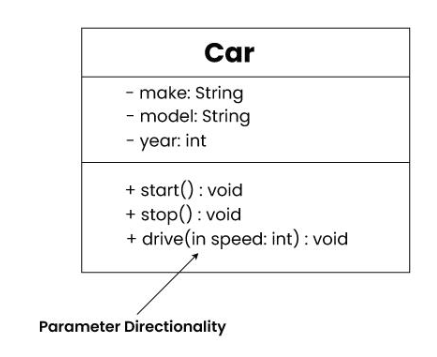 Car
- make: String
- model: String
- year: int
+ start() : void
+ stop() : void
+ drive(in speed: int) : void
Parameter Directionality